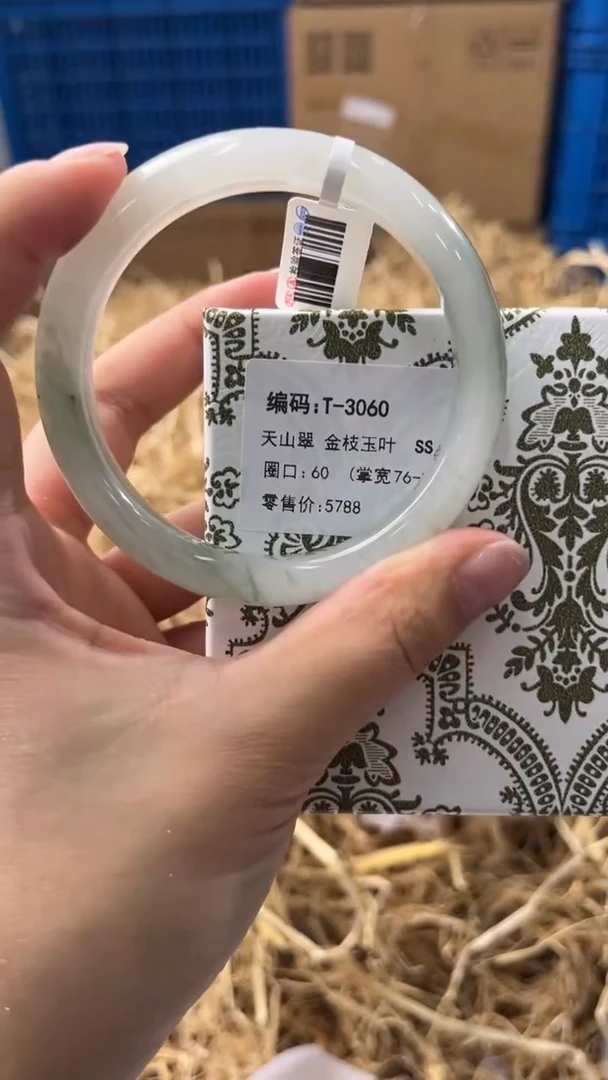 编码:T-3060
天山翠 金枝玉叶 SS
圈口:60 (掌宽76-
零售价:5788